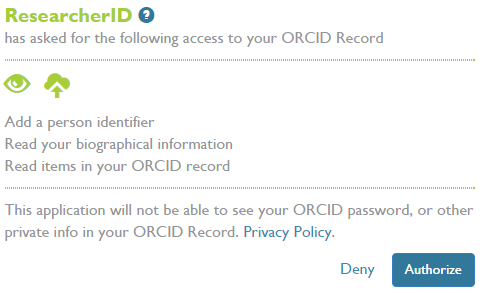 ResearcherID ?
has asked for the following access to your ORCID Record
Add a person identifier
Read your biographical information
Read items in your ORCID record
This application will not be able to see your ORCID password, or other
private info in your ORCID Record. Privacy Policy.
Deny Authorize